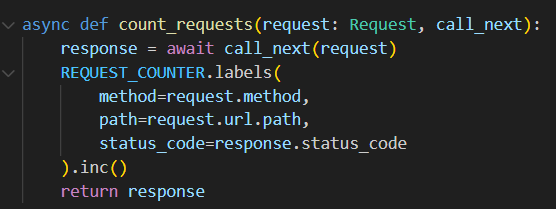 async def count_requests(request: Request, call_next):
    response = await call_next(request)
    REQUEST_COUNTER.labels(
        method=request.method,
        path=request.url.path,
        status_code=response.status_code
    ).inc()
    return response